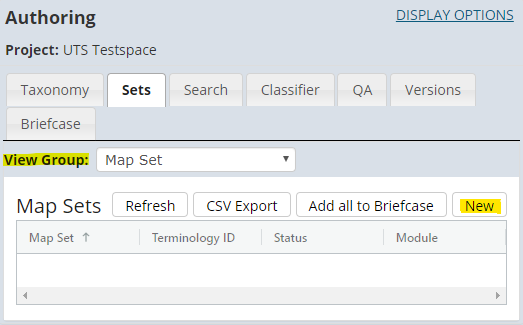 Authoring DISPLAY OPTIONS
Project: UTS Testspace
Taxonomy Sets Search Classifier QA Versions
Briefcase
View Group: Map Set
Map Sets Refresh CSV Export Add all to Briefcase New
Map Set ↑ Terminology ID Status Module